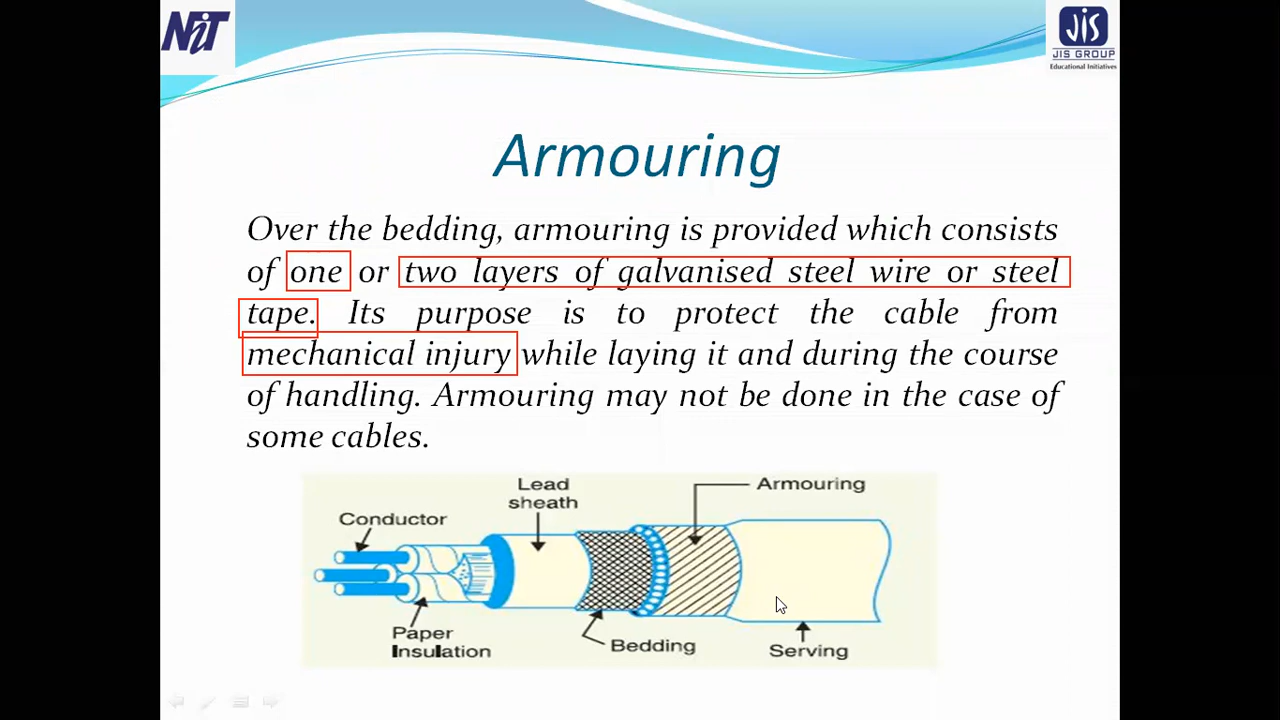 NiT
JIS
JIS GROUP
Educational Initiatives
Armouring
Over the bedding, armouring is provided which consists
of one or two layers of galvanised steel wire or steel
tape. Its purpose is to protect the cable from
mechanical injury while laying it and during the course
of handling. Armouring may not be done in the case of
some cables.
Lead
sheath
Armouring
Conductor
Paper
Insulation
Bedding
Serving